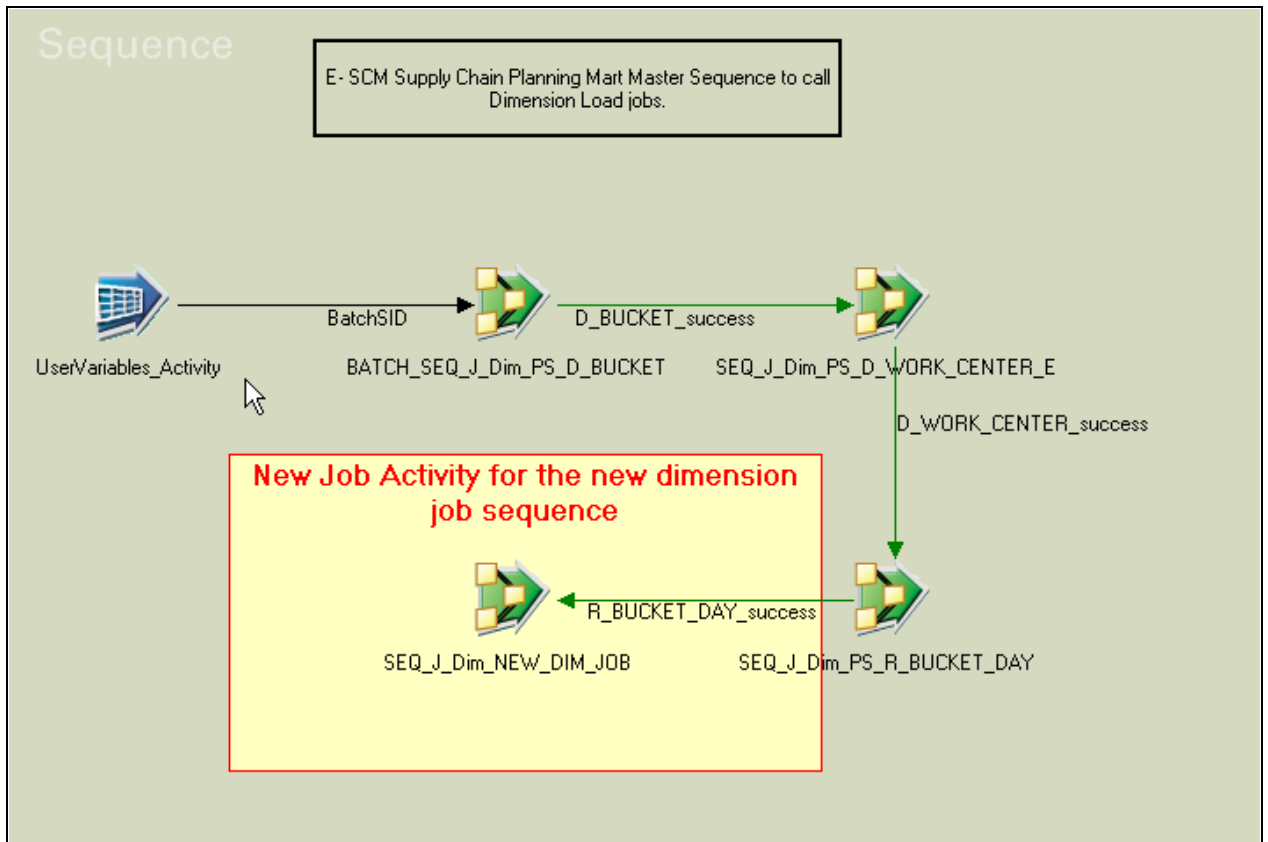 Sequence
E- SCM Supply Chain Planning Mart Master Sequence to call
Dimension Load jobs.
BatchSID
D_BUCKET_success
UserVariables_Activity
BATCH_SEQ_J_Dim_PS_D_BUCKET
SEQ_J_Dim_PS_D_WORK_CENTER_E
D_WORK_CENTER_success
New Job Activity for the new dimension
job sequence
R_BUCKET_DAY_success
SEQ_J_Dim_NEW_DIM_JOB
SEQ_J_Dim_PS_R_BUCKET_DAY